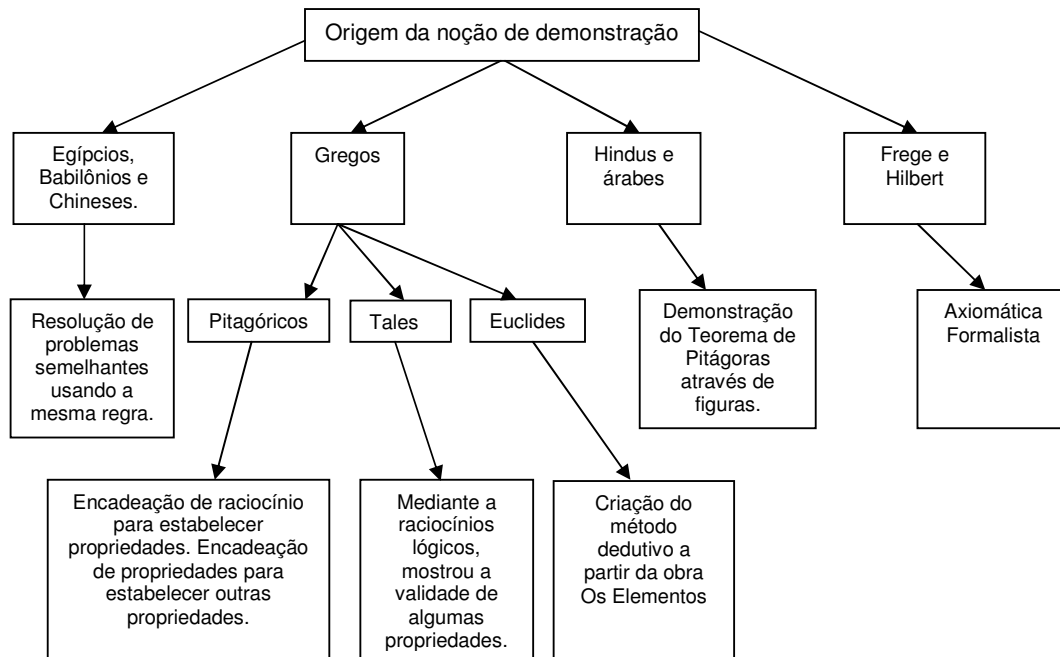 Origem da noção de demonstração
Egípcios,
Babilônios e
Chineses.
Gregos
Hindus e
árabes
Frege e
Hilbert
Resolução de
problemas
semelhantes
usando a
mesma regra.
Pitagóricos
Tales
Euclides
Demonstração
do Teorema de
Pitágoras
através de
figuras.
Axiomática
Formalista
Encadeação de raciocínio
para estabelecer
propriedades. Encadeação
de propriedades para
estabelecer outras
propriedades.
Mediante a
raciocínios
lógicos,
mostrou a
validade de
algumas
propriedades.
Criação do
método
dedutivo a
partir da obra
Os Elementos